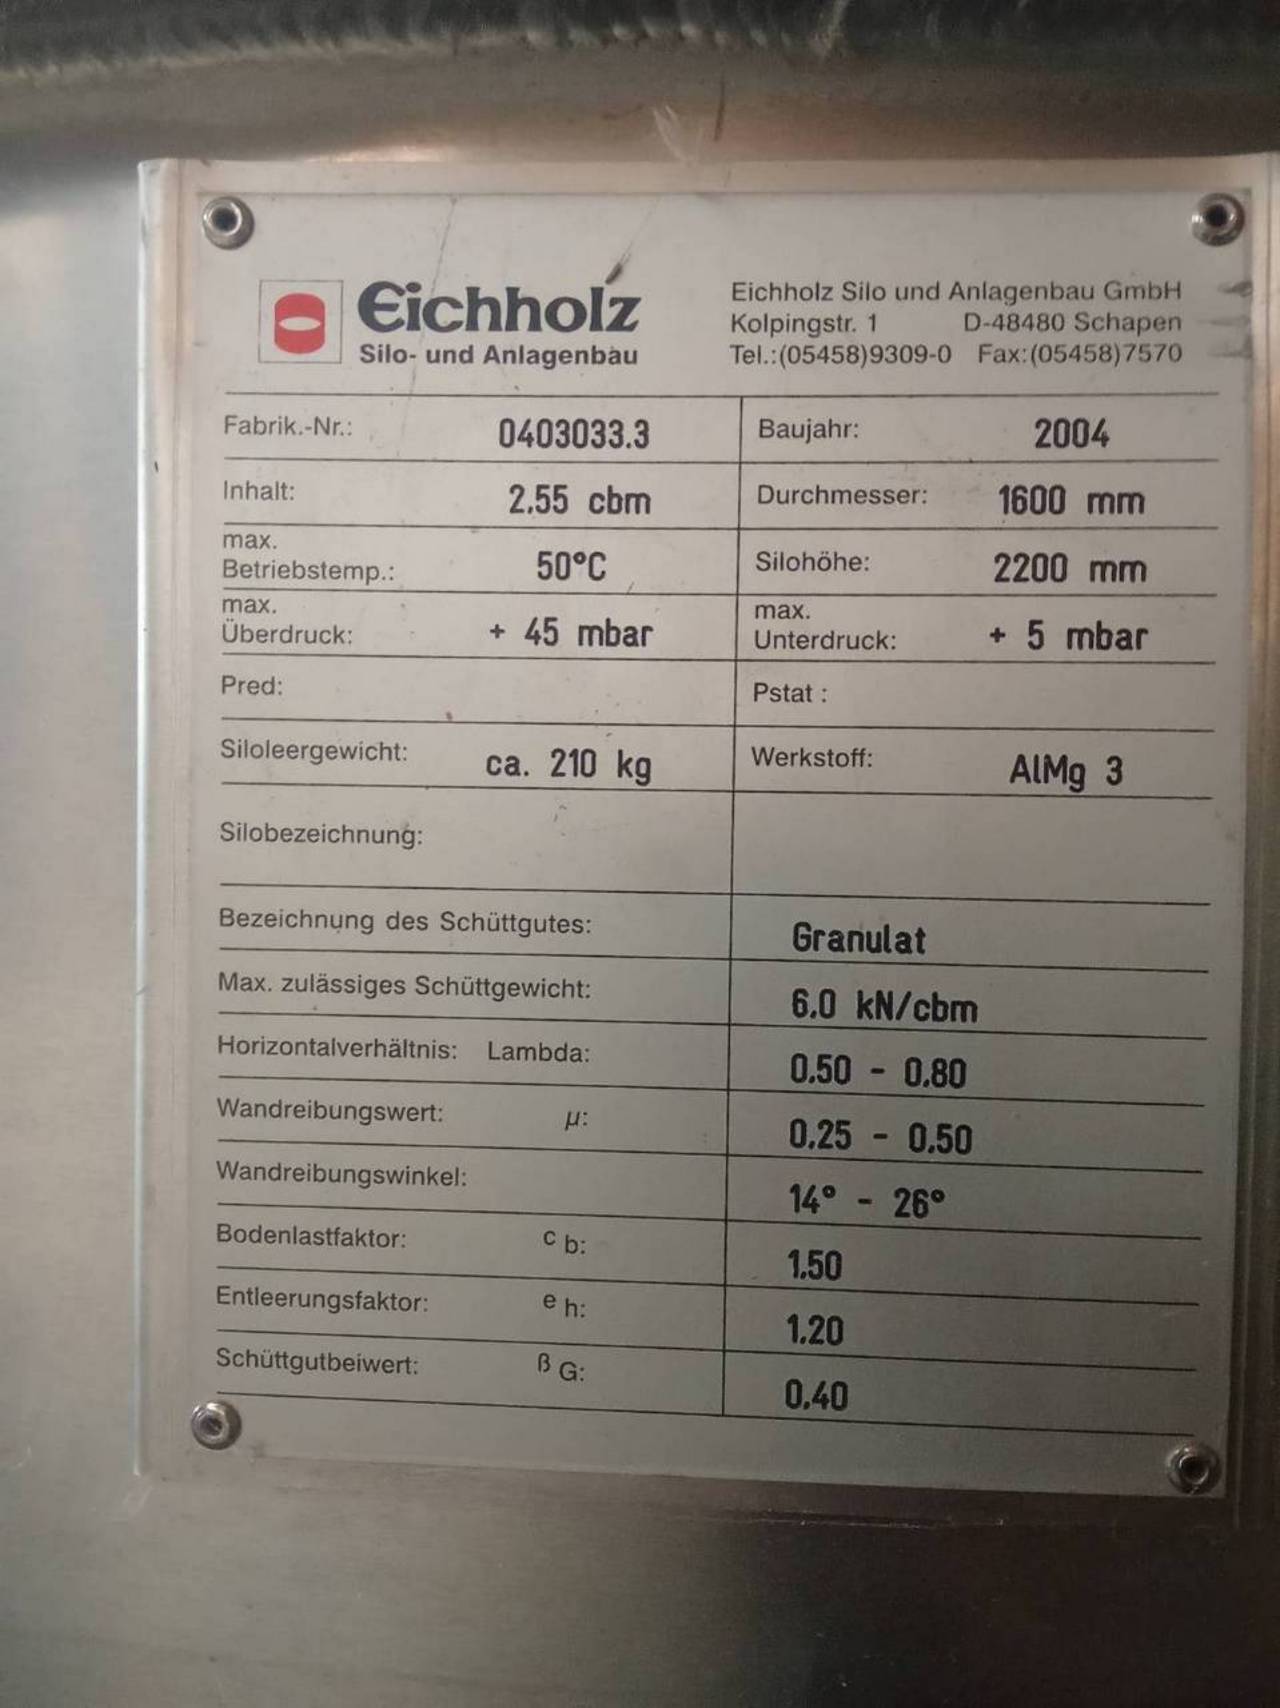 Eichholz
Silo- und Anlagenbau
Eichholz Silo und Anlagenbau GmbH
Kolpingstr. 1 D-48480 Schapen
Tel.:(05458)9309-0 Fax:(05458)7570
Fabrik.-Nr.: 0403033.3 Baujahr: 2004
Inhalt: 2.55 cbm Durchmesser: 1600 mm
max.
Betriebstemp.: 50°C Silohöhe: 2200 mm
max. max.
Überdruck: + 45 mbar Unterdruck: + 5 mbar
Pred: Pstat :
Siloleergewicht: ca. 210 kg Werkstoff: AlMg 3
Silobezeichnung:
Bezeichnung des Schüttgutes: Granulat
Max. zulässiges Schüttgewicht: 6.0 kN/cbm
Horizontalverhältnis: Lambda: 0.50 - 0.80
Wandreibungswert: µ: 0.25 - 0.50
Wandreibungswinkel: 14° - 26°
Bodenlastfaktor: c b: 1.50
Entleerungsfaktor: e h: 1.20
Schüttgutbeiwert: ß G: 0.40